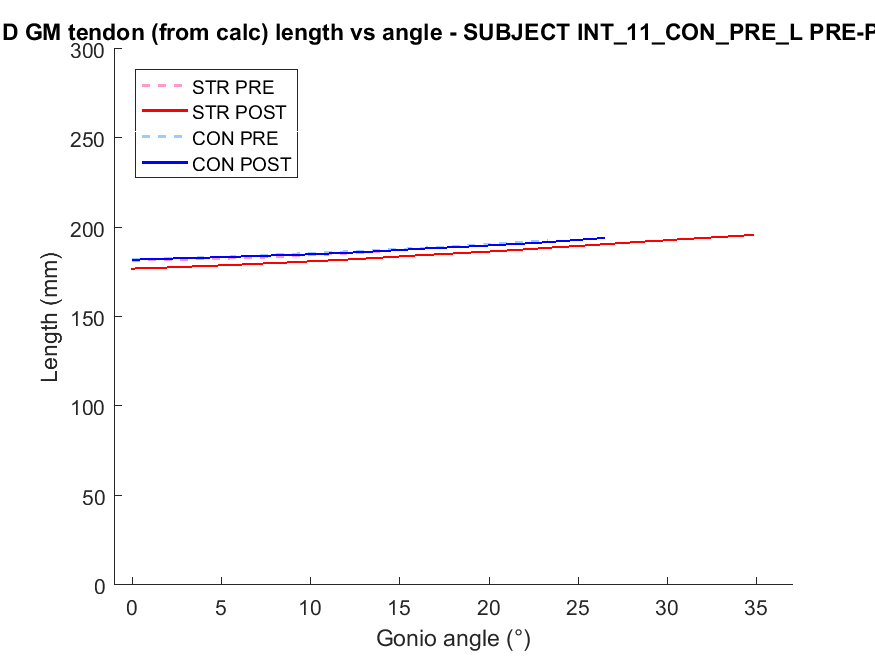 D GM tendon (from calc) length vs angle - SUBJECT INT_11_CON_PRE_L PRE-P
300
250
200
150
100
50
0
Length (mm)
STR PRE
STR POST
CON PRE
CON POST
0 5 10 15 20 25 30 35
Gonio angle (°)